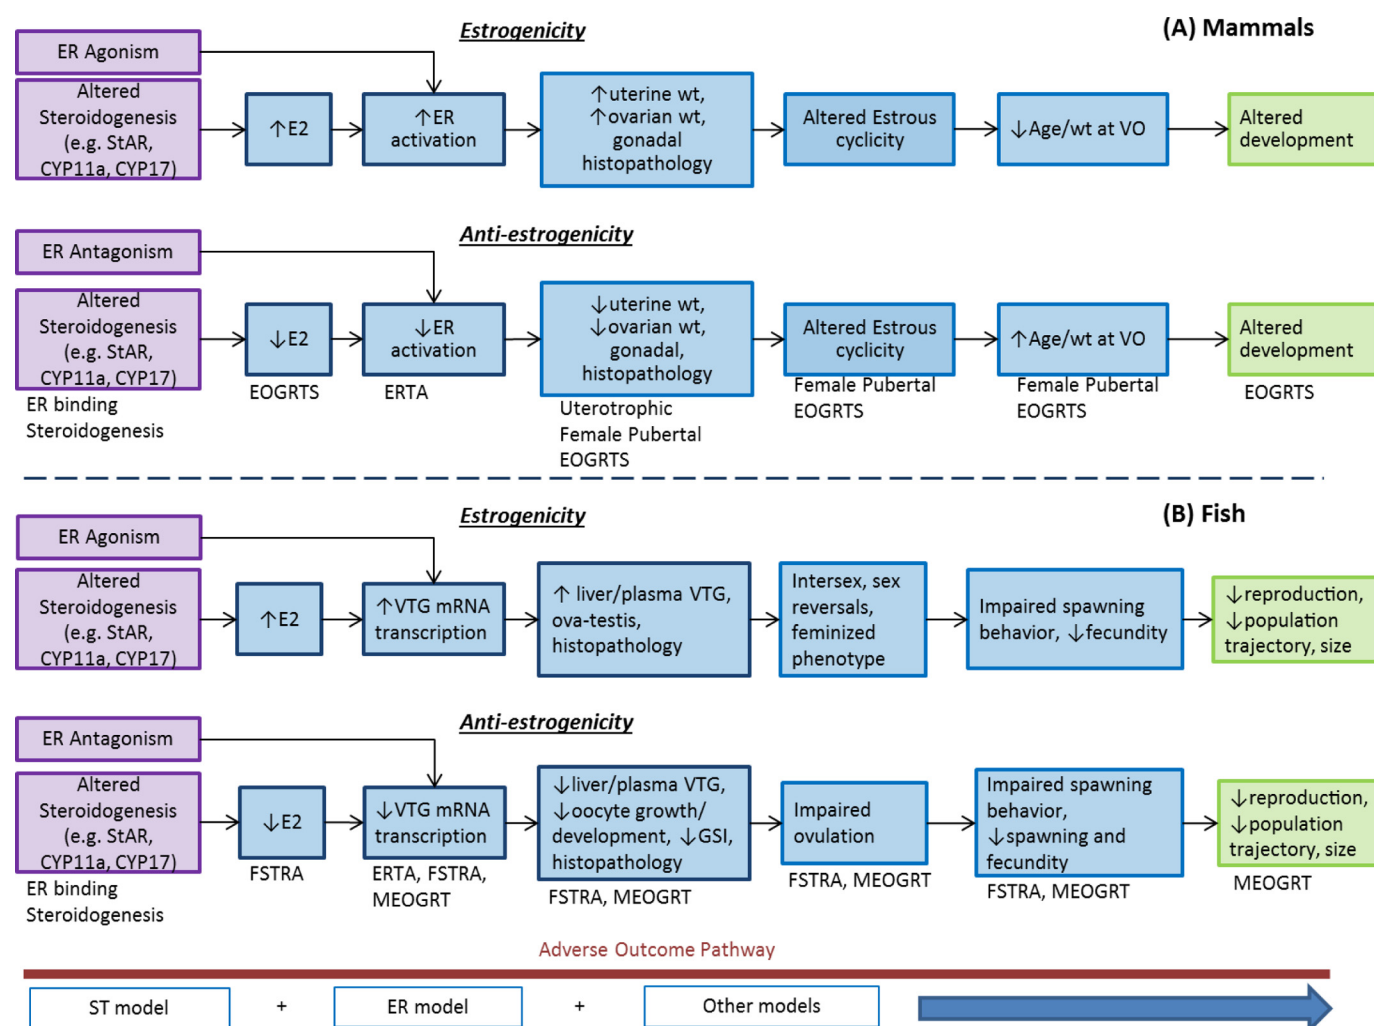 (A) Mammals
Estrogenicity
ER Agonism
Altered
Steroidogenesis
(e.g. StAR,
CYP11a, CYP17)
↑E2
↑ER
activation
↑uterine wt,
↑ovarian wt,
gonadal
histopathology
Altered Estrous
cyclicity
↓Age/wt at VO
Altered
development
Anti-estrogenicity
ER Antagonism
Altered
Steroidogenesis
(e.g. StAR,
CYP11a, CYP17)
ER binding
Steroidogenesis
↓E2
EOGRTS
↓ER
activation
ERTA
↓uterine wt,
↓ovarian wt,
gonadal,
histopathology
Uterotrophic
Female Pubertal
EOGRTS
Altered Estrous
cyclicity
Female Pubertal
EOGRTS
↑Age/wt at VO
Female Pubertal
EOGRTS
Altered
development
EOGRTS
(B) Fish
Estrogenicity
ER Agonism
Altered
Steroidogenesis
(e.g. StAR,
CYP11a, CYP17)
↑E2
↑VTG mRNA
transcription
↑ liver/plasma VTG,
ova-testis,
histopathology
Intersex, sex
reversals,
feminized
phenotype
Impaired spawning
behavior, ↓fecundity
↓reproduction,
↓population
trajectory, size
Anti-estrogenicity
ER Antagonism
Altered
Steroidogenesis
(e.g. StAR,
CYP11a, CYP17)
ER binding
Steroidogenesis
↓E2
FSTRA
↓VTG mRNA
transcription
ERTA, FSTRA,
MEOGRT
↓liver/plasma VTG,
↓oocyte growth/
development, ↓GSI,
histopathology
FSTRA, MEOGRT
Impaired
ovulation
FSTRA, MEOGRT
Impaired spawning
behavior,
↓spawning and
fecundity
FSTRA, MEOGRT
↓reproduction,
↓population
trajectory, size
MEOGRT
Adverse Outcome Pathway
ST model
+
ER model
+
Other models